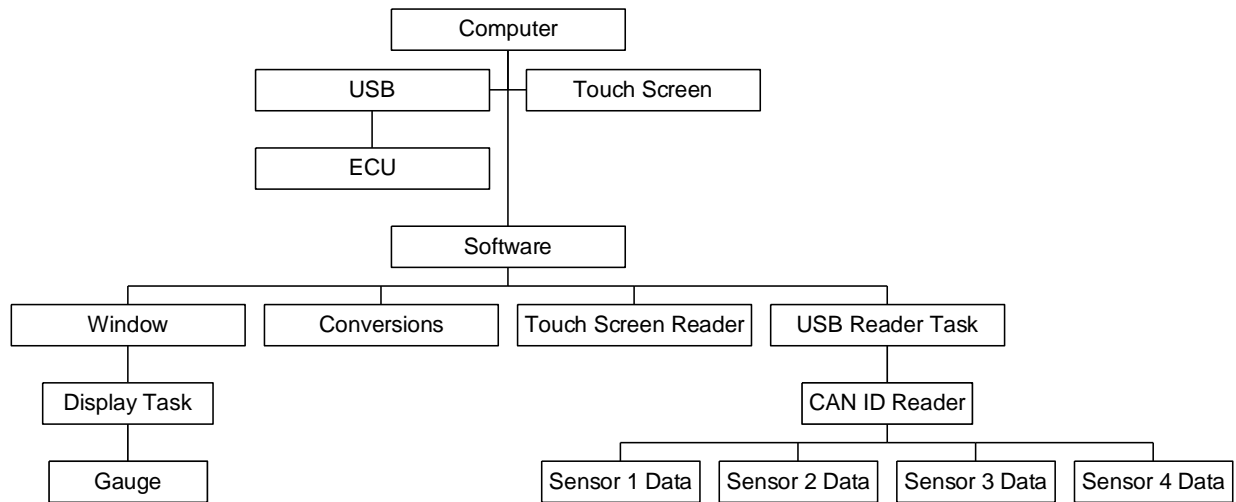 Computer
USB
Touch Screen
ECU
Software
Window
Conversions
Touch Screen Reader
USB Reader Task
Display Task
CAN ID Reader
Gauge
Sensor 1 Data
Sensor 2 Data
Sensor 3 Data
Sensor 4 Data